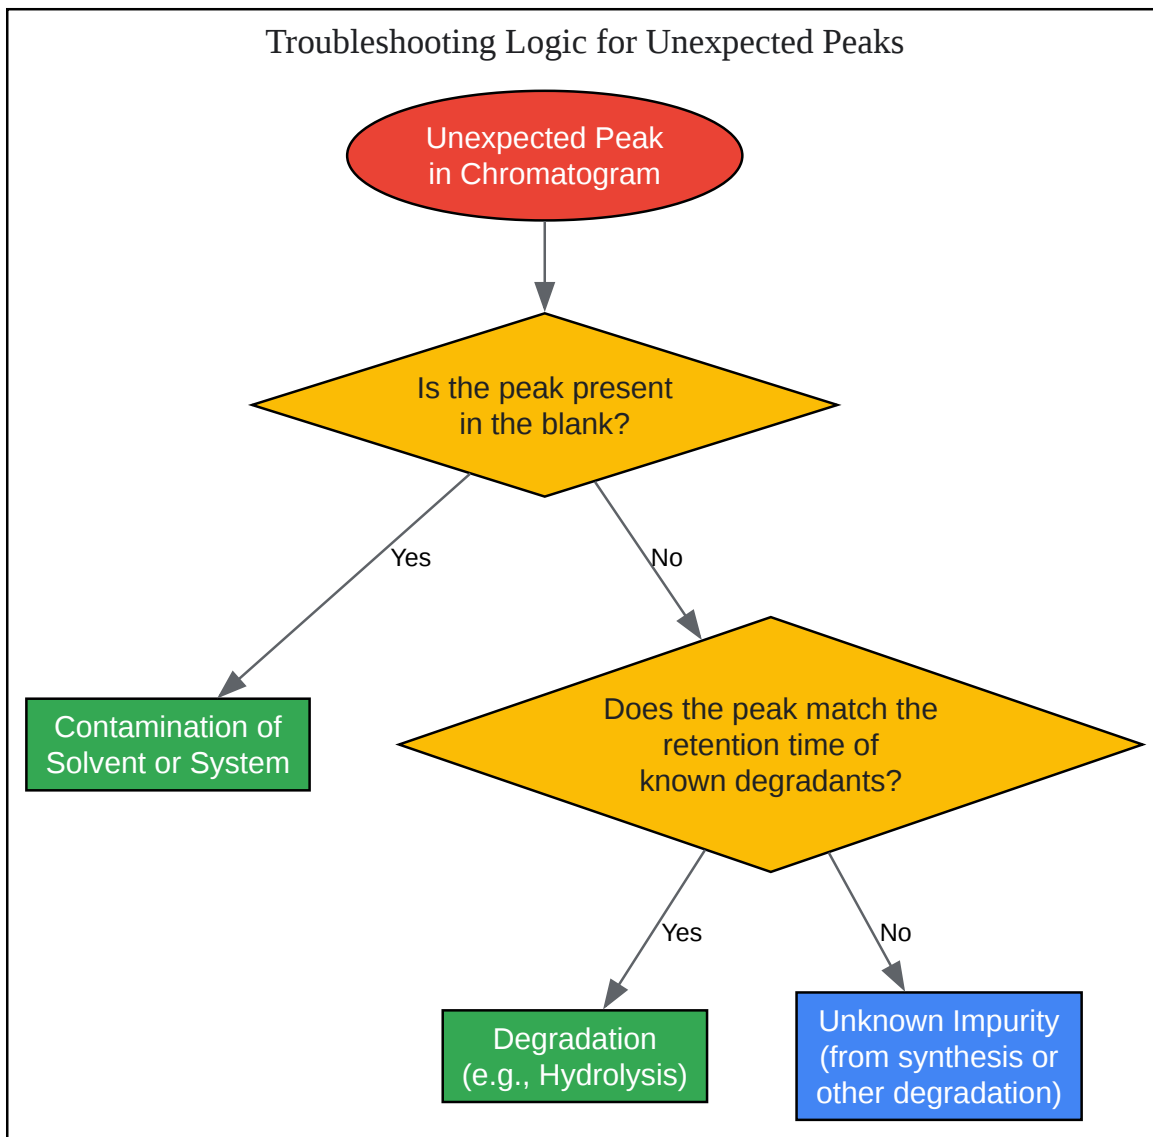 Troubleshooting Logic for Unexpected Peaks
Unexpected Peak
in Chromatogram
Is the peak present
in the blank?
Yes
No
Contamination of
Solvent or System
Does the peak match the
retention time of
known degradants?
Yes
No
Degradation
(e.g., Hydrolysis)
Unknown Impurity
(from synthesis or
other degradation)